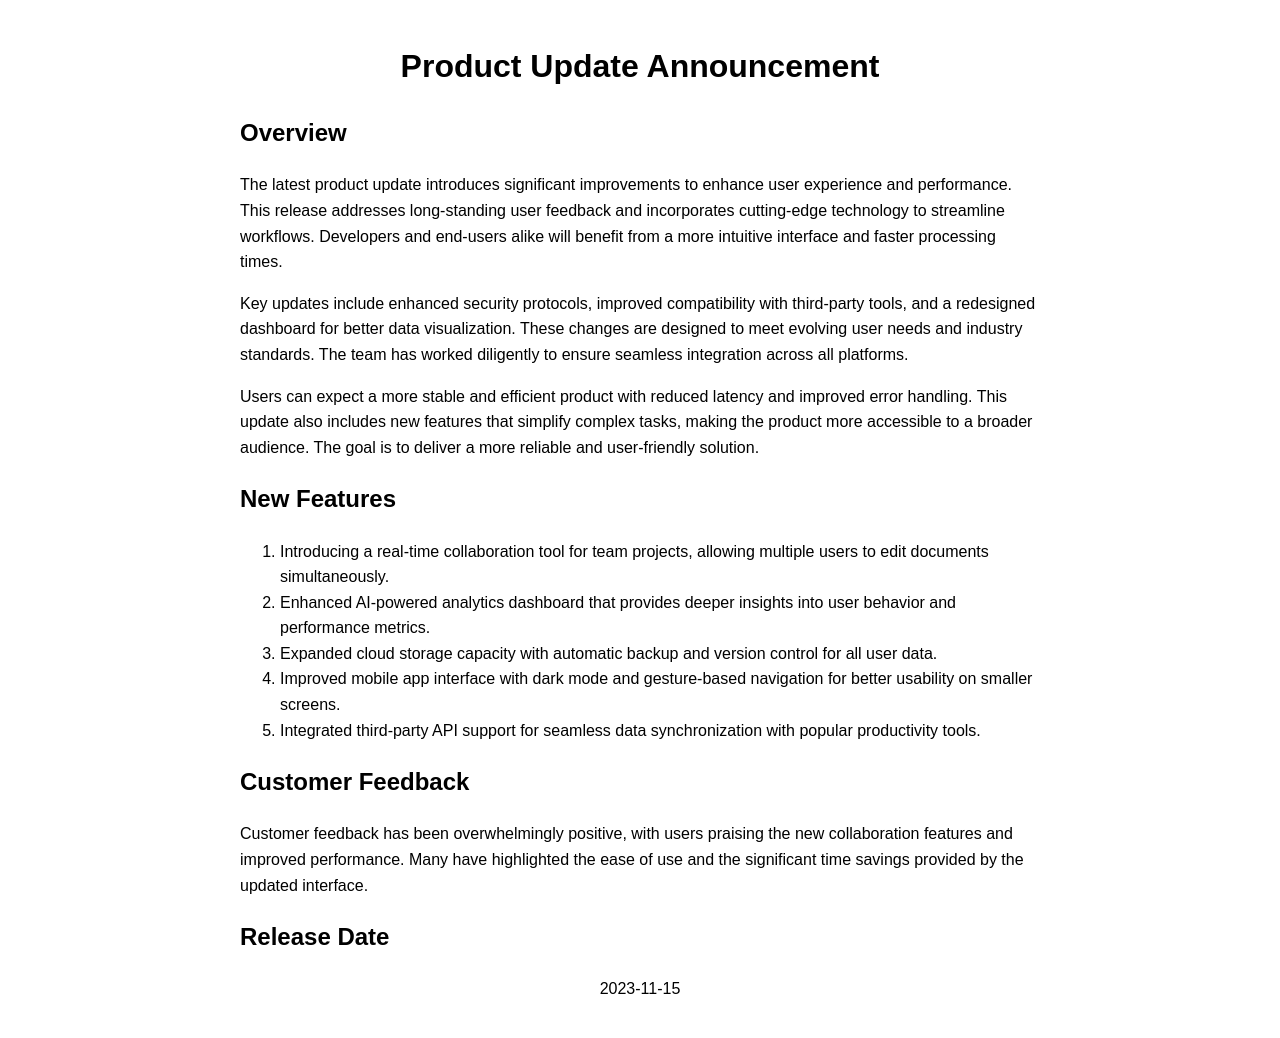 Product Update Announcement
Overview
The latest product update introduces significant improvements to enhance user experience and performance.
This release addresses long-standing user feedback and incorporates cutting-edge technology to streamline
workflows. Developers and end-users alike will benefit from a more intuitive interface and faster processing
times.
Key updates include enhanced security protocols, improved compatibility with third-party tools, and a redesigned
dashboard for better data visualization. These changes are designed to meet evolving user needs and industry
standards. The team has worked diligently to ensure seamless integration across all platforms.
Users can expect a more stable and efficient product with reduced latency and improved error handling. This
update also includes new features that simplify complex tasks, making the product more accessible to a broader
audience. The goal is to deliver a more reliable and user-friendly solution.
New Features
1. Introducing a real-time collaboration tool for team projects, allowing multiple users to edit documents
simultaneously.
2. Enhanced AI-powered analytics dashboard that provides deeper insights into user behavior and
performance metrics.
3. Expanded cloud storage capacity with automatic backup and version control for all user data.
4. Improved mobile app interface with dark mode and gesture-based navigation for better usability on smaller
screens.
5. Integrated third-party API support for seamless data synchronization with popular productivity tools.
Customer Feedback
Customer feedback has been overwhelmingly positive, with users praising the new collaboration features and
improved performance. Many have highlighted the ease of use and the significant time savings provided by the
updated interface.
Release Date
2023-11-15